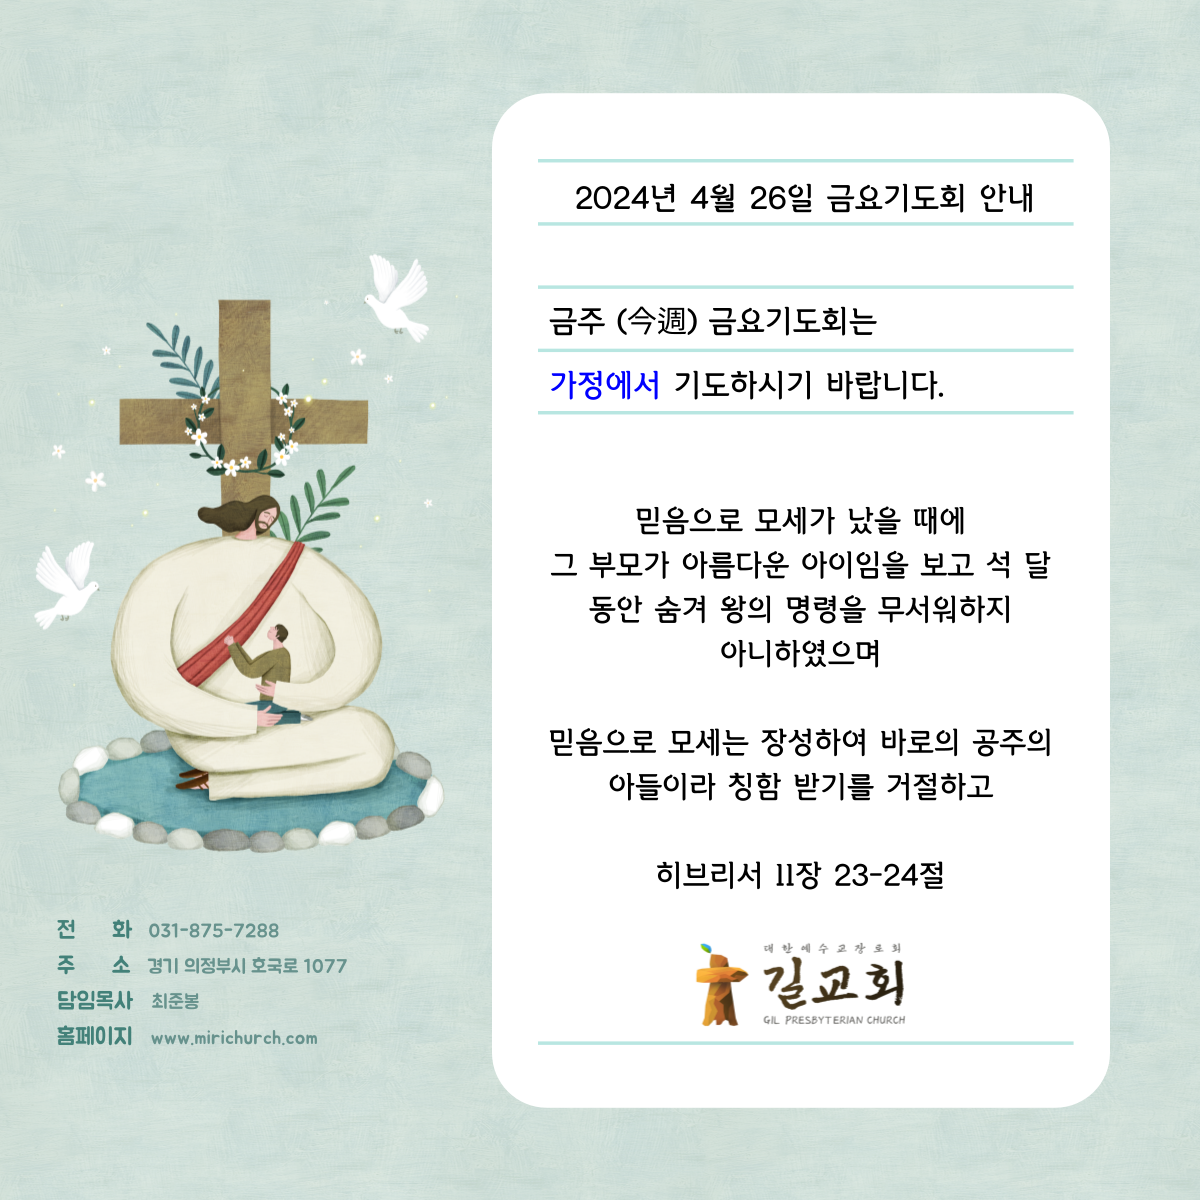 2024년 4월 26일 금요기도회 안내
금주 (今週) 금요기도회는
가정에서 기도하시기 바랍니다.
믿음으로 모세가 났을 때에
그 부모가 아름다운 아이임을 보고 석 달
동안 숨겨 왕의 명령을 무서워하지
아니하였으며
믿음으로 모세는 장성하여 바로의 공주의
아들이라 칭함 받기를 거절하고
히브리서 11장 23-24절
대한예수교장로회
길교회
GIL PRESBYTERIAN CHURCH
전 화 031-875-7288
주 소 경기 의정부시 호국로 1077
담임목사 최준봉
홈페이지 www.mirichurch.com